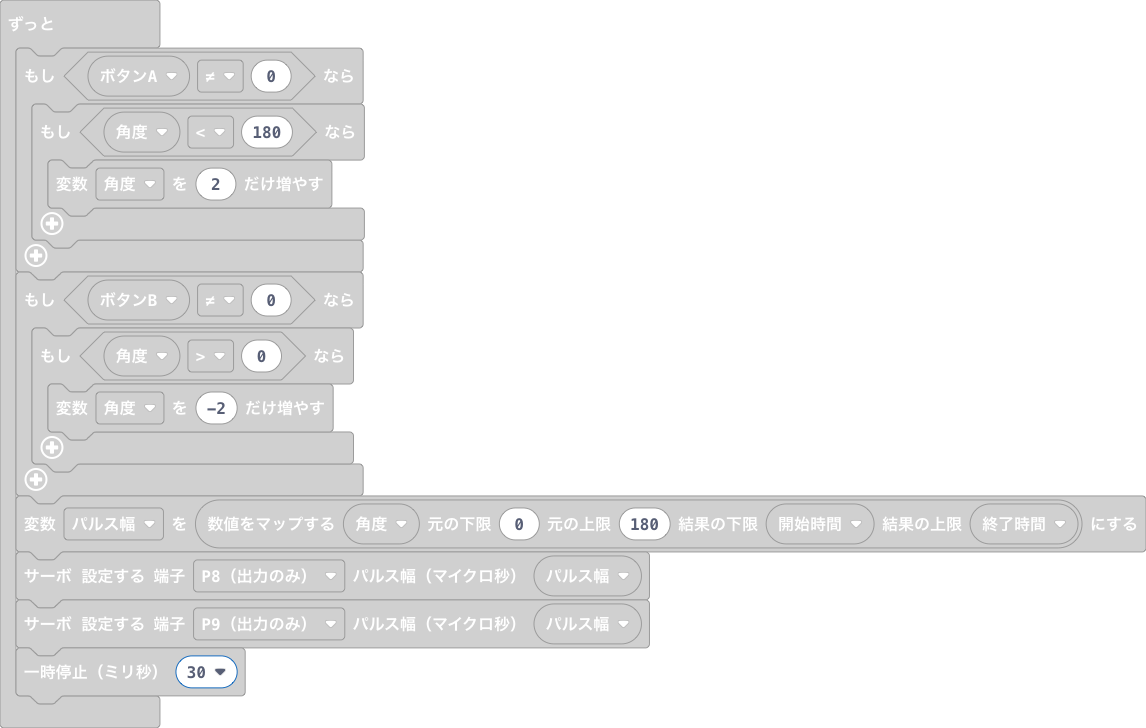 ずっと
もし ボタンA ≠ 0 なら
もし 角度 < 180 なら
変数 角度 を 2 だけ増やす
もし ボタンB ≠ 0 なら
もし 角度 > 0 なら
変数 角度 を -2 だけ増やす
変数 パルス幅 を 数値をマップする 角度 元の下限 0 元の上限 180 結果の下限 開始時間 結果の上限 終了時間 にする
サーボ 設定する 端子 P8（出力のみ） パルス幅（マイクロ秒） パルス幅
サーボ 設定する 端子 P9（出力のみ） パルス幅（マイクロ秒） パルス幅
一時停止（ミリ秒） 30